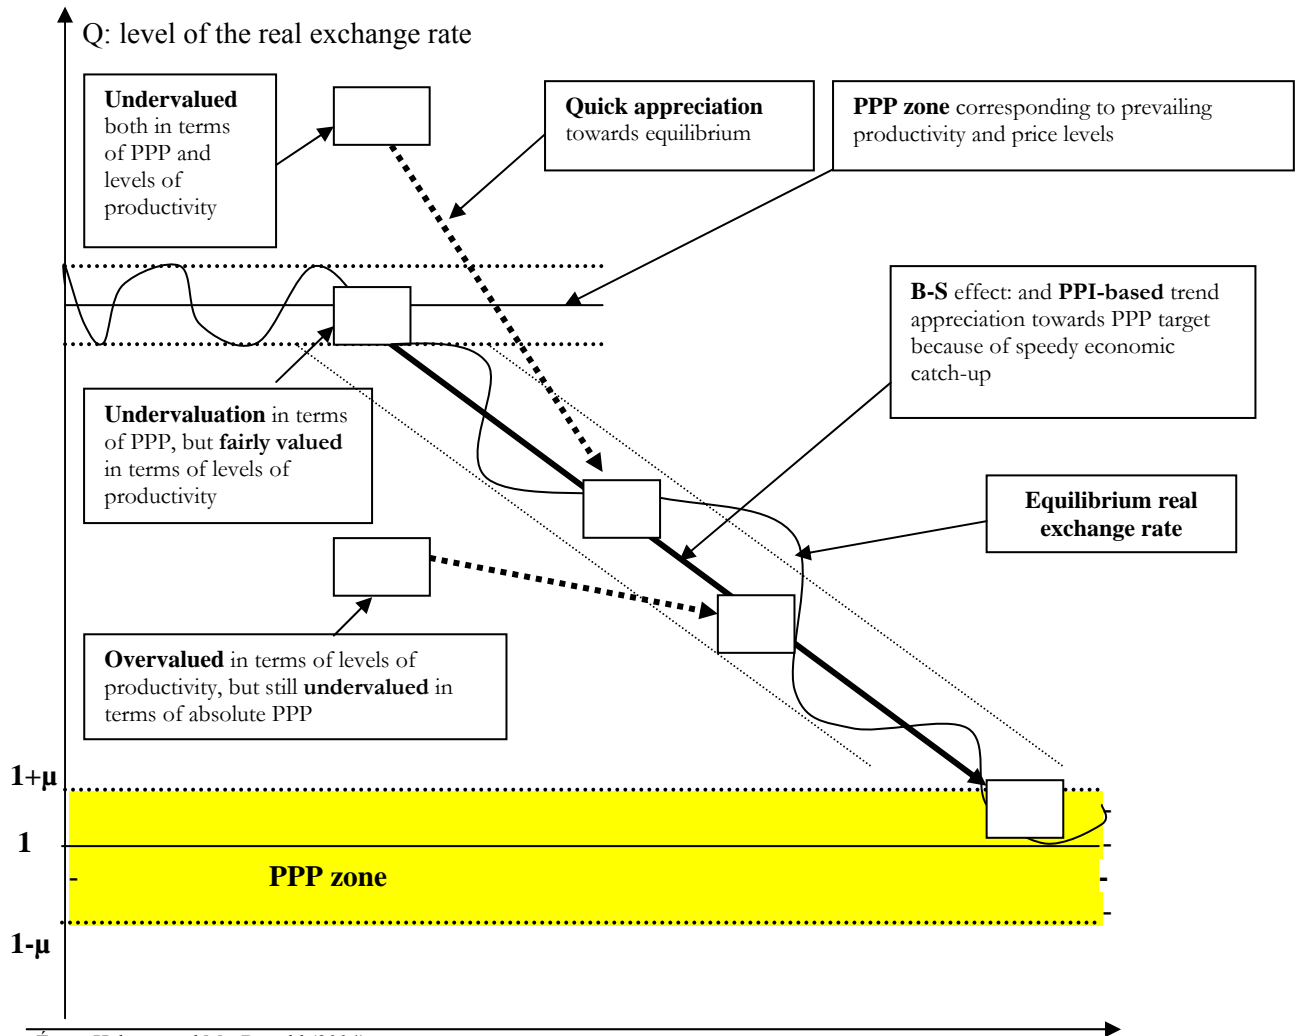 Q: level of the real exchange rate
Undervalued
both in terms
of PPP and
levels of
productivity
Quick appreciation
towards equilibrium
PPP zone corresponding to prevailing
productivity and price levels
B-S effect: and PPI-based trend
appreciation towards PPP target
because of speedy economic
catch-up
Undervaluation in terms
of PPP, but fairly valued
in terms of levels of
productivity
Equilibrium real
exchange rate
Overvalued in terms of levels of
productivity, but still undervalued in
terms of absolute PPP
1+μ
1
PPP zone
1-μ